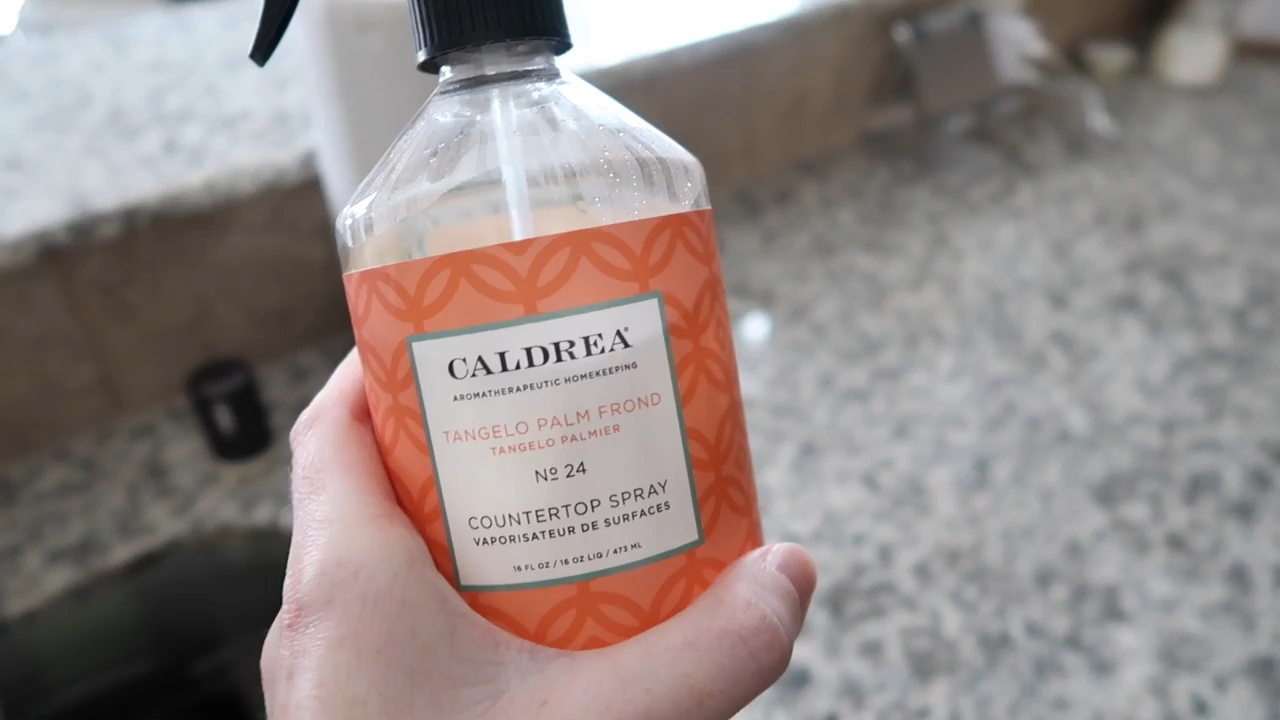 CALDREA®
AROMATHERAPEUTIC HOMEKEEPING
TANGELO PALM FROND
TANGELO PALMIER
Nº 24
COUNTERTOP SPRAY
VAPORISATEUR DE SURFACES
16 FL OZ / 16 OZ LIQ / 473 ML